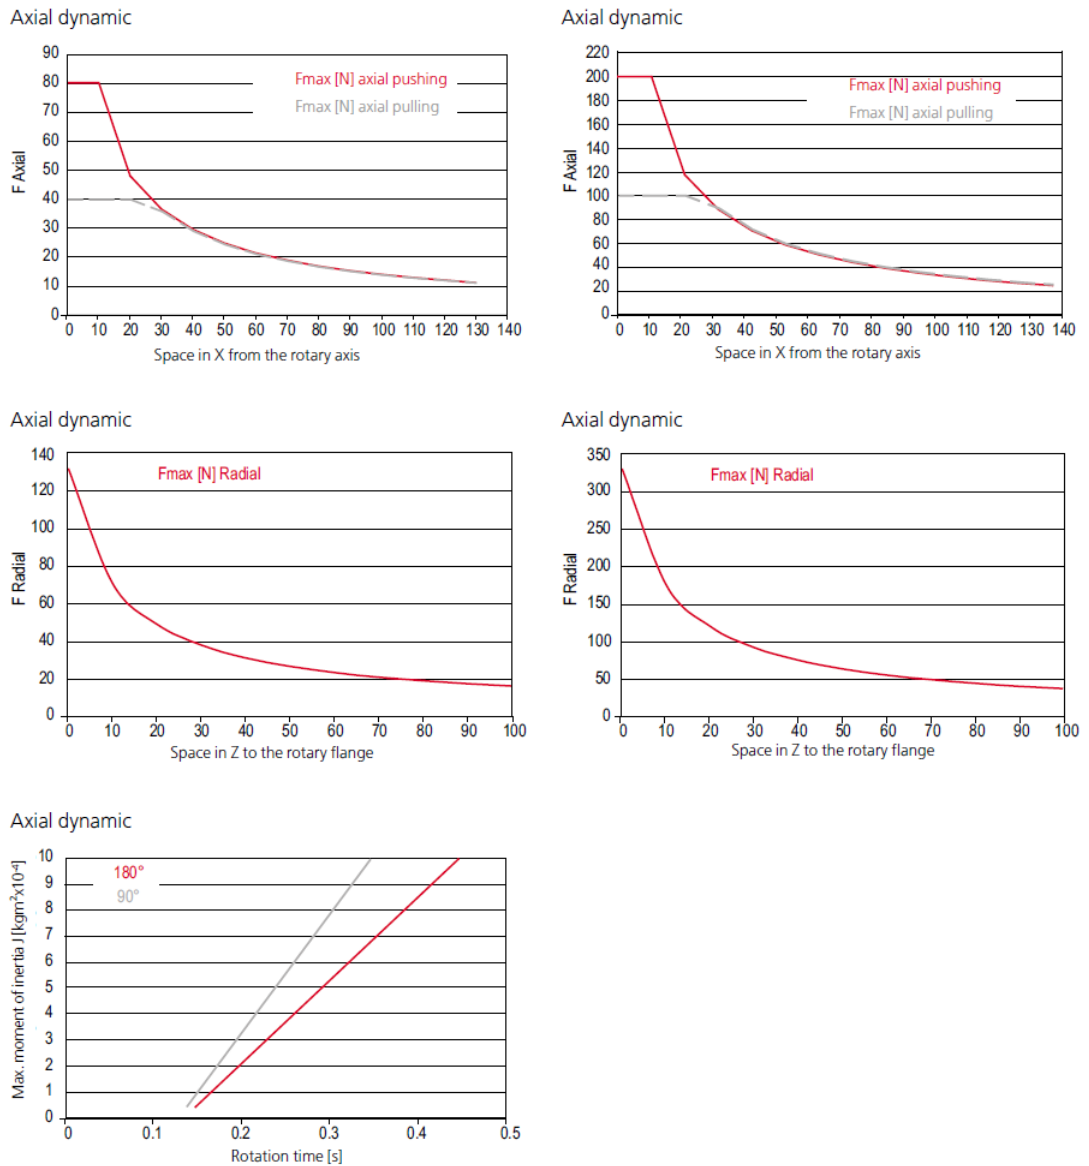 Axial dynamic
90
80
70
60
50
40
30
20
10
0
F Axial
Fmax [N] axial pushing
Fmax [N] axial pulling
0 10 20 30 40 50 60 70 80 90 100 110 120 130 140
Space in X from the rotary axis
Axial dynamic
220
200
180
160
140
120
100
80
60
40
20
0
F Axial
Fmax [N] axial pushing
Fmax [N] axial pulling
0 10 20 30 40 50 60 70 80 90 100 110 120 130 140
Space in X from the rotary axis
Axial dynamic
140
120
100
80
60
40
20
0
F Radial
Fmax [N] Radial
0 10 20 30 40 50 60 70 80 90 100
Space in Z to the rotary flange
Axial dynamic
350
300
250
200
150
100
50
0
F Radial
Fmax [N] Radial
0 10 20 30 40 50 60 70 80 90 100
Space in Z to the rotary flange
Axial dynamic
10
9
8
7
6
5
4
3
2
1
0
Max. moment of inertia J [kgm²x10⁻⁴]
180°
90°
0 0.1 0.2 0.3 0.4 0.5
Rotation time [s]